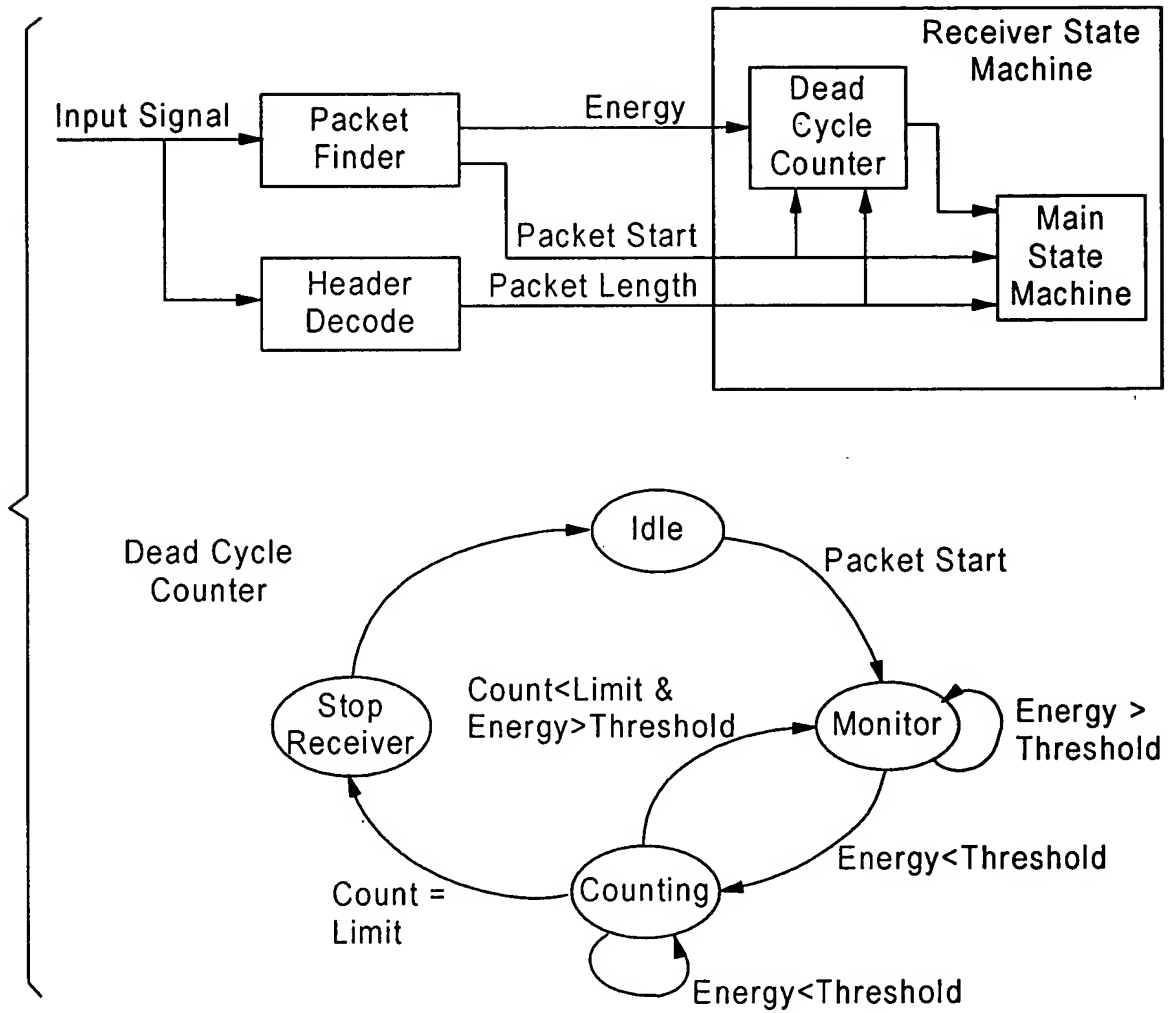 Receiver State
Machine
Input Signal
Packet
Finder
Energy
Dead
Cycle
Counter
Packet Start
Main
State
Machine
Header
Decode
Packet Length
Idle
Dead Cycle
Counter
Packet Start
Stop
Receiver
Count<Limit &
Energy>Threshold
Monitor
Energy >
Threshold
Energy<Threshold
Counting
Count =
Limit
Energy<Threshold